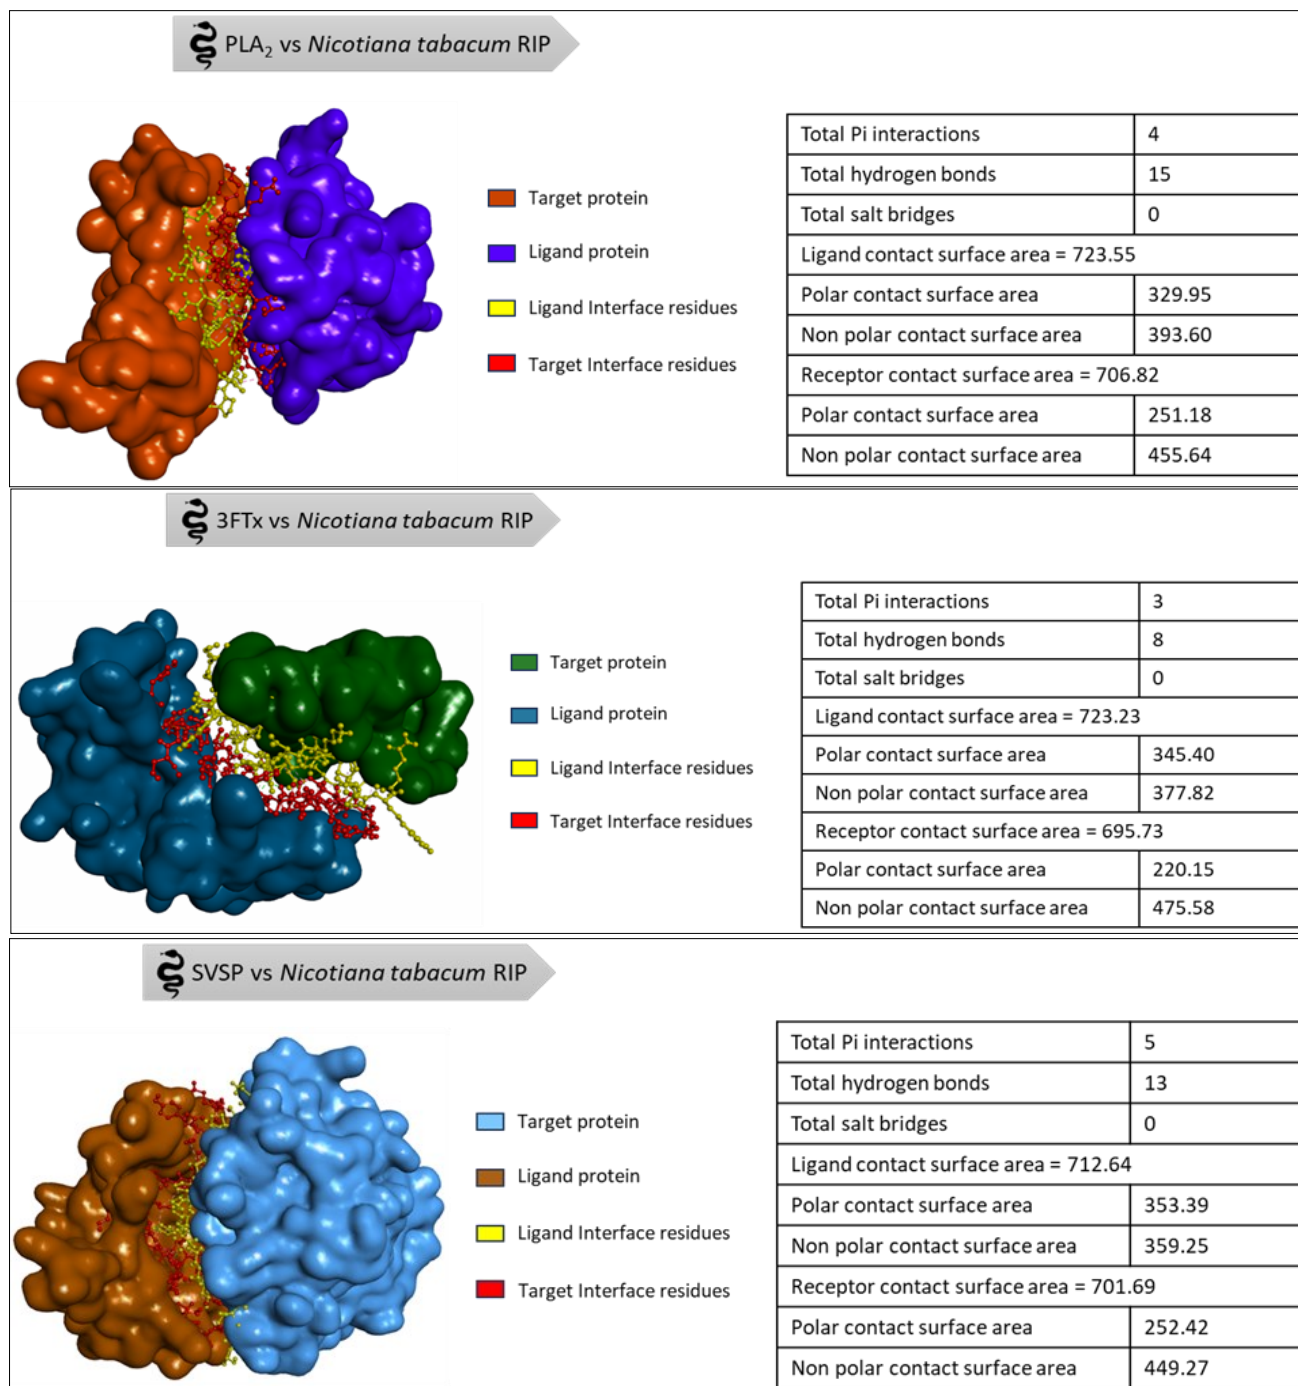 PLA₂ vs Nicotiana tabacum RIP
Target protein
Ligand protein
Ligand Interface residues
Target Interface residues
Total Pi interactions 4
Total hydrogen bonds 15
Total salt bridges 0
Ligand contact surface area = 723.55
Polar contact surface area 329.95
Non polar contact surface area 393.60
Receptor contact surface area = 706.82
Polar contact surface area 251.18
Non polar contact surface area 455.64
3FTx vs Nicotiana tabacum RIP
Target protein
Ligand protein
Ligand Interface residues
Target Interface residues
Total Pi interactions 3
Total hydrogen bonds 8
Total salt bridges 0
Ligand contact surface area = 723.23
Polar contact surface area 345.40
Non polar contact surface area 377.82
Receptor contact surface area = 695.73
Polar contact surface area 220.15
Non polar contact surface area 475.58
SVSP vs Nicotiana tabacum RIP
Target protein
Ligand protein
Ligand Interface residues
Target Interface residues
Total Pi interactions 5
Total hydrogen bonds 13
Total salt bridges 0
Ligand contact surface area = 712.64
Polar contact surface area 353.39
Non polar contact surface area 359.25
Receptor contact surface area = 701.69
Polar contact surface area 252.42
Non polar contact surface area 449.27